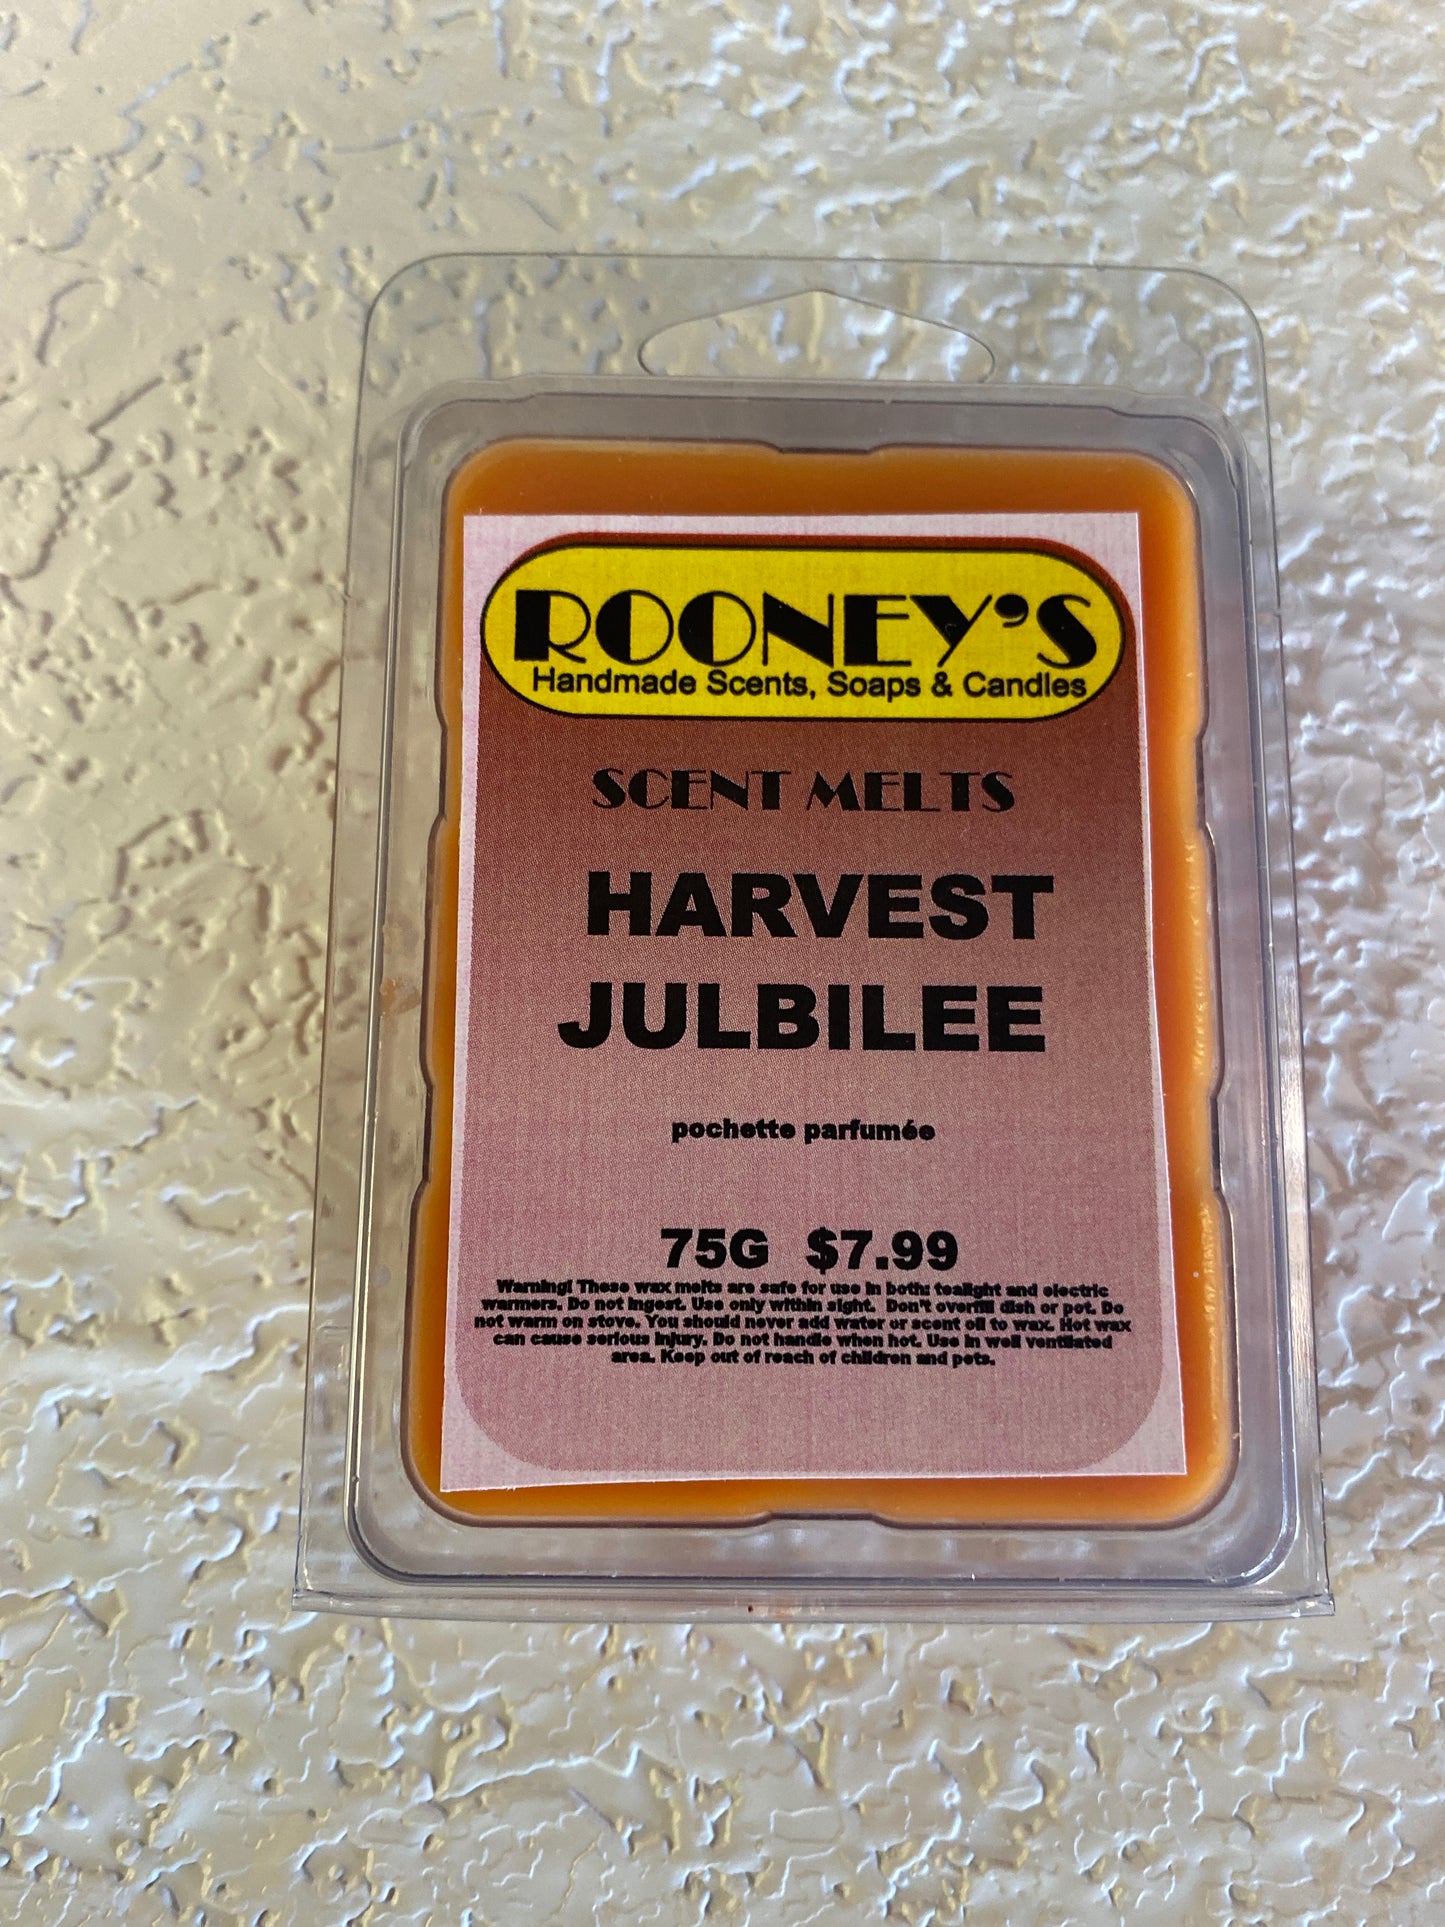 ROONEY'S
Handmade Scents, Soaps & Candles
SCENT MELTS
HARVEST
JULBILEE
pochette parfumée
75G $7.99
Warning! These wax melts are safe for use in both: tealight and electric
warmers. Do not ingest. Use only within sight. Don't overfill dish or pot. Do
not warm on stove. You should never add water or scent oil to wax. Hot wax
can cause serious injury. Do not handle when hot. Use in well ventilated
area. Keep out of reach of children and pets.